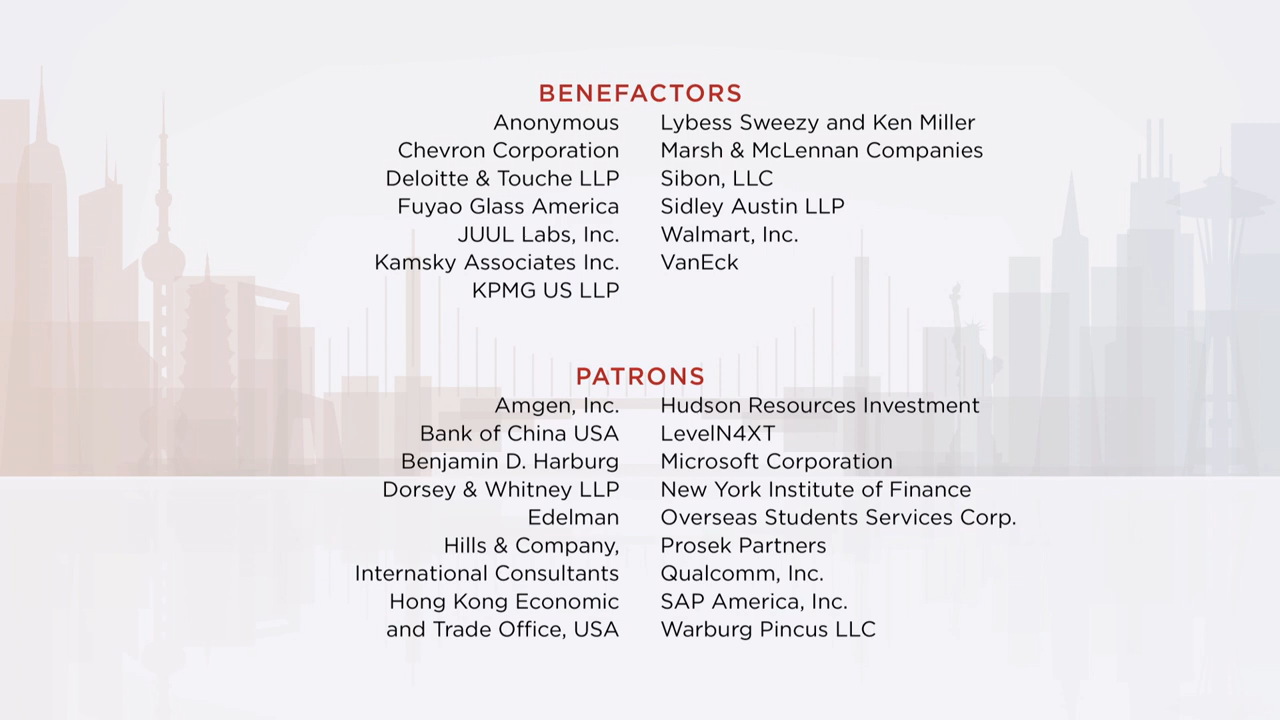 BENEFACTORS
Anonymous
Chevron Corporation
Deloitte & Touche LLP
Fuyao Glass America
JUUL Labs, Inc.
Kamsky Associates Inc.
KPMG US LLP
Lybess Sweezy and Ken Miller
Marsh & McLennan Companies
Sibon, LLC
Sidley Austin LLP
Walmart, Inc.
VanEck
PATRONS
Amgen, Inc.
Bank of China USA
Benjamin D. Harburg
Dorsey & Whitney LLP
Edelman
Hills & Company,
International Consultants
Hong Kong Economic
and Trade Office, USA
Hudson Resources Investment
LevelN4XT
Microsoft Corporation
New York Institute of Finance
Overseas Students Services Corp.
Prosek Partners
Qualcomm, Inc.
SAP America, Inc.
Warburg Pincus LLC